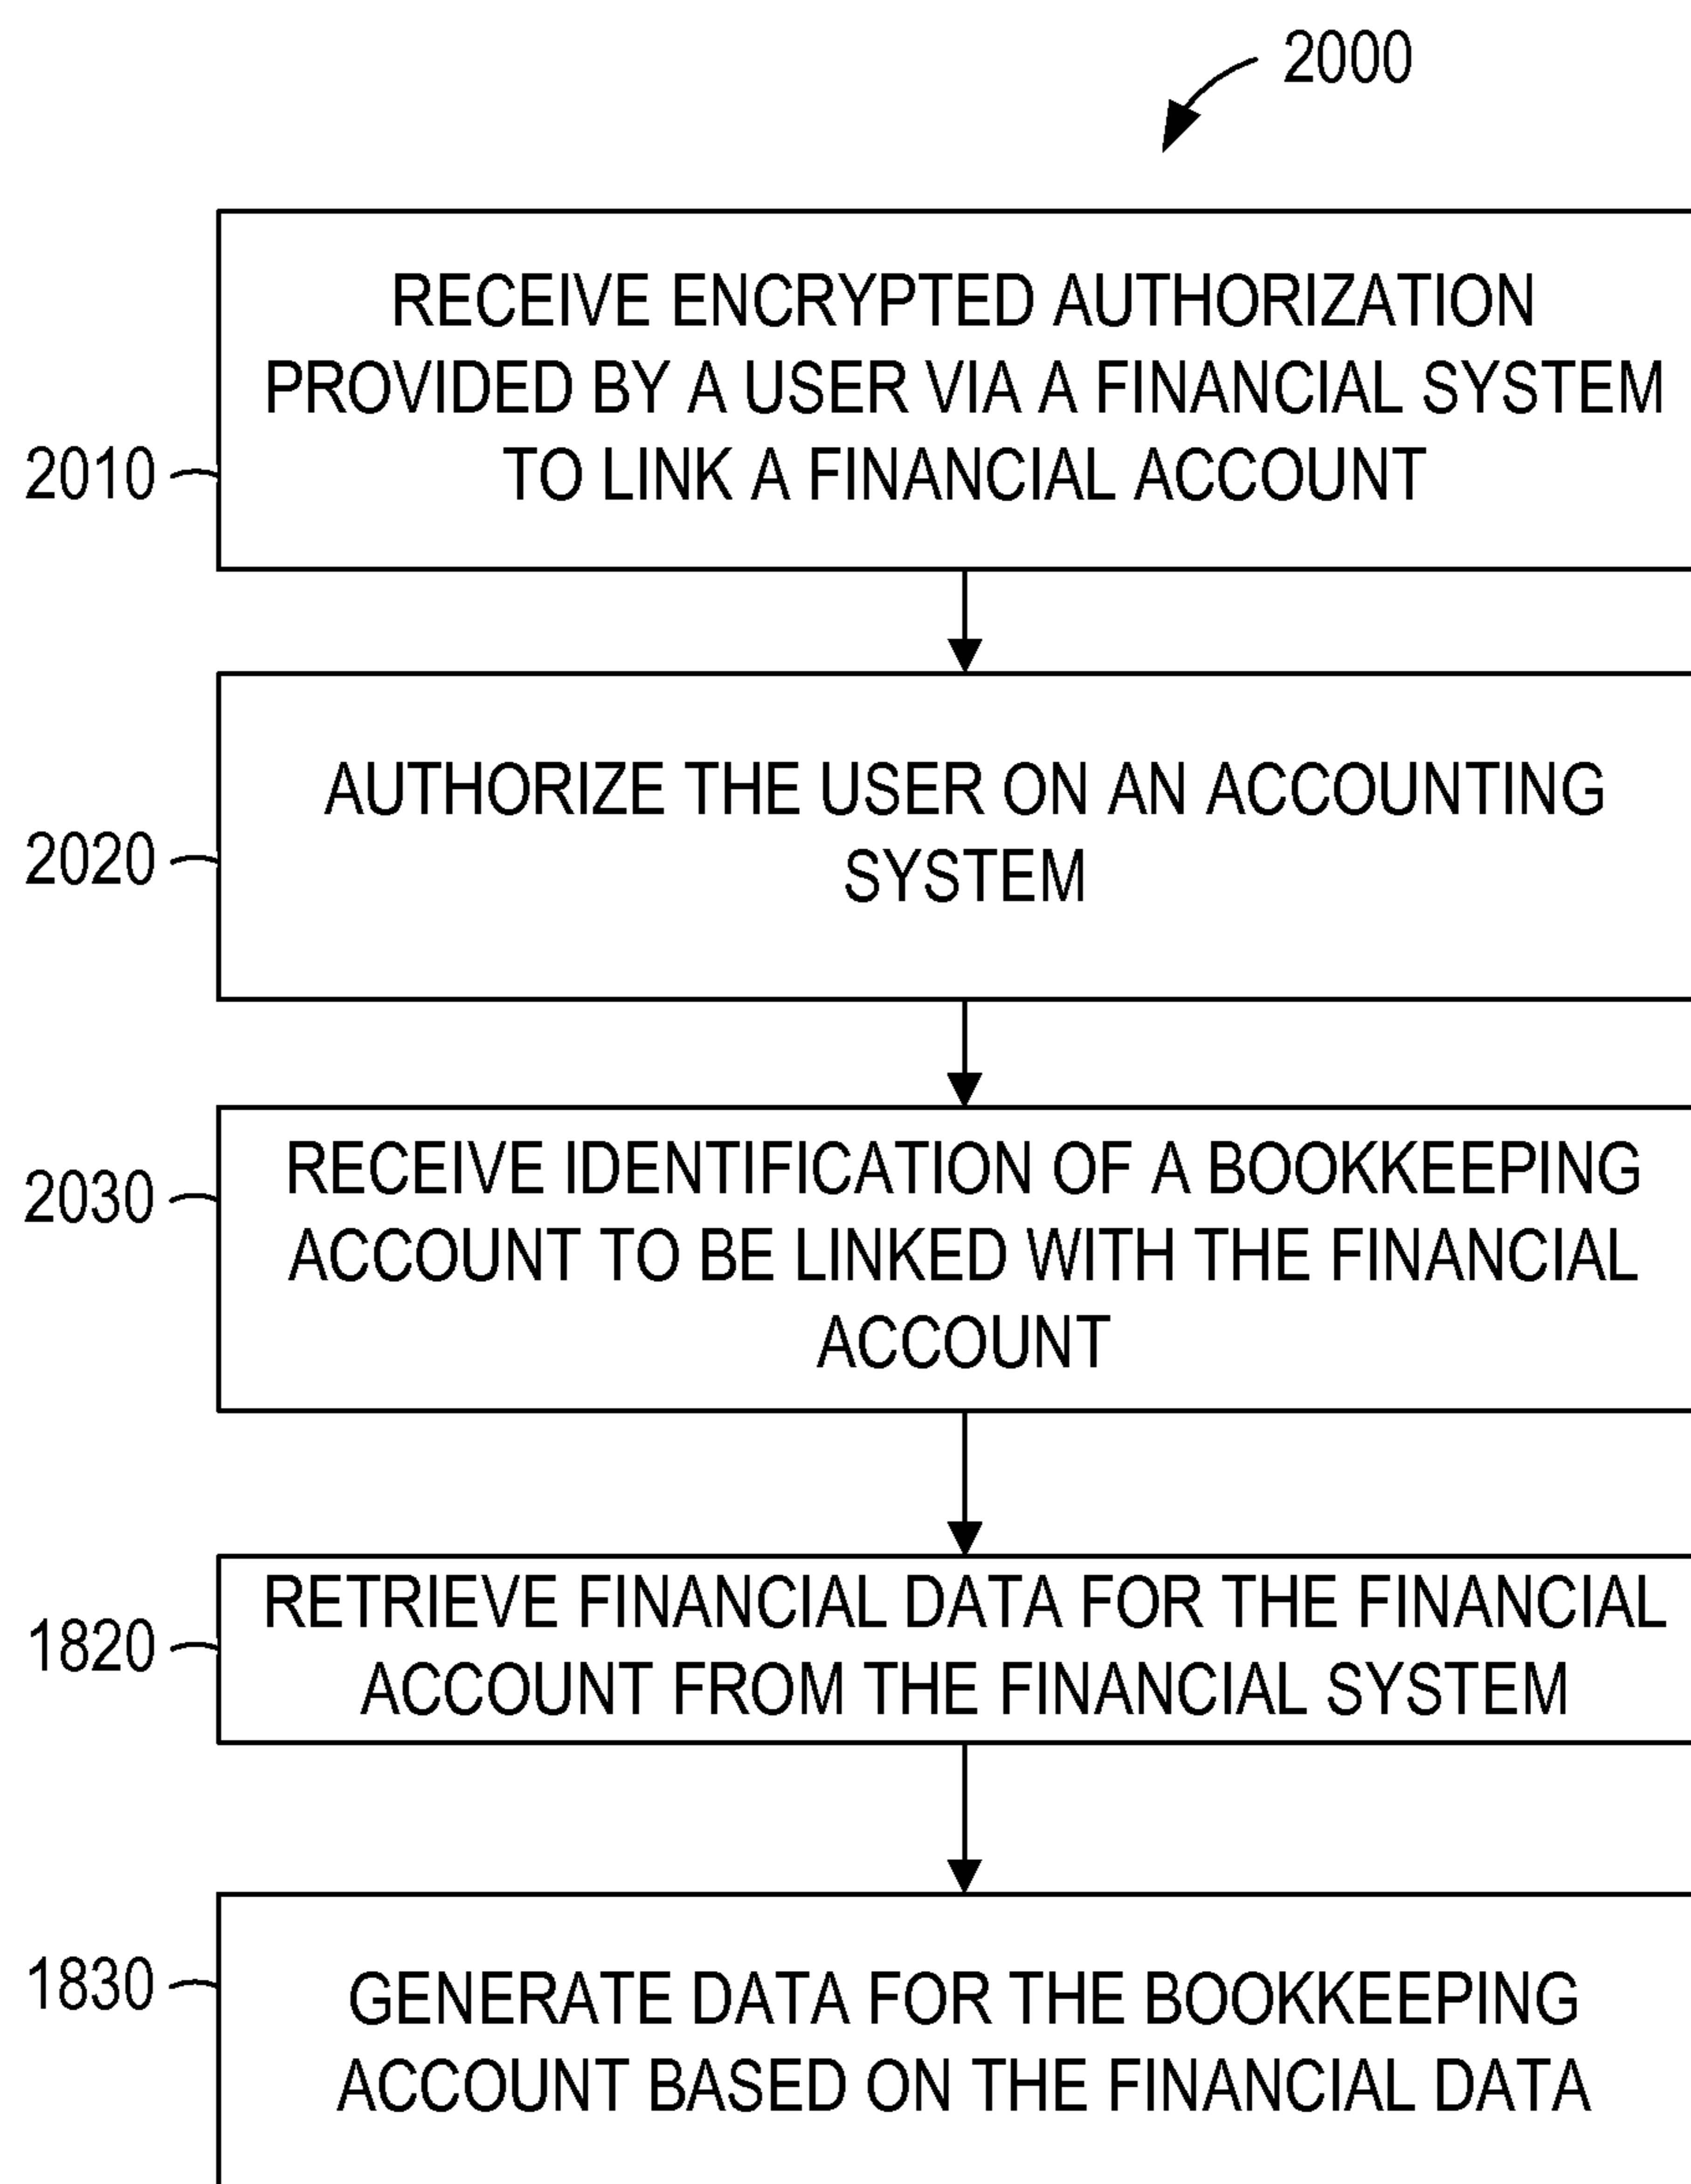 2000
RECEIVE ENCRYPTED AUTHORIZATION
PROVIDED BY A USER VIA A FINANCIAL SYSTEM
TO LINK A FINANCIAL ACCOUNT
2010
AUTHORIZE THE USER ON AN ACCOUNTING
SYSTEM
2020
RECEIVE IDENTIFICATION OF A BOOKKEEPING
ACCOUNT TO BE LINKED WITH THE FINANCIAL
ACCOUNT
2030
RETRIEVE FINANCIAL DATA FOR THE FINANCIAL
ACCOUNT FROM THE FINANCIAL SYSTEM
1820
GENERATE DATA FOR THE BOOKKEEPING
ACCOUNT BASED ON THE FINANCIAL DATA
1830